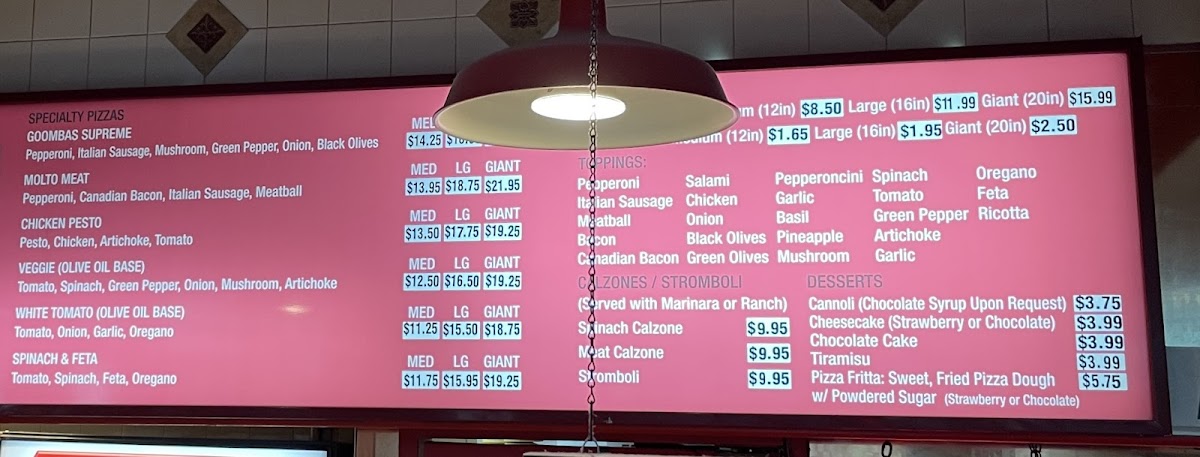 SPECIALTY PIZZAS
GOOMBAS SUPREME
Pepperoni, Italian Sausage, Mushroom, Green Pepper, Onion, Black Olives
$14.25
MOLTO MEAT
MED LG GIANT
Pepperoni, Canadian Bacon, Italian Sausage, Meatball
$13.95 $18.75 $21.95
CHICKEN PESTO
MED LG GIANT
Pesto, Chicken, Artichoke, Tomato
$13.50 $17.75 $19.25
VEGGIE (OLIVE OIL BASE)
MED LG GIANT
Tomato, Spinach, Green Pepper, Onion, Mushroom, Artichoke
$12.50 $16.50 $19.25
WHITE TOMATO (OLIVE OIL BASE)
MED LG GIANT
Tomato, Onion, Garlic, Oregano
$11.25 $15.50 $18.75
SPINACH & FETA
MED LG GIANT
Tomato, Spinach, Feta, Oregano
$11.75 $15.95 $19.25
(12in) $8.50 Large (16in) $11.99 Giant (20in) $15.99
(12in) $1.65 Large (16in) $1.95 Giant (20in) $2.50
TOPPINGS:
Pepperoni Salami Pepperoncini Spinach Oregano
Italian Sausage Chicken Garlic Tomato Feta
Meatball Onion Basil Green Pepper Ricotta
Bacon Black Olives Pineapple Artichoke
Canadian Bacon Green Olives Mushroom Garlic
CALZONES / STROMBOLI
(Served with Marinara or Ranch)
Spinach Calzone $9.95
Meat Calzone $9.95
Stromboli $9.95
DESSERTS
Cannoli (Chocolate Syrup Upon Request) $3.75
Cheesecake (Strawberry or Chocolate) $3.99
Chocolate Cake $3.99
Tiramisu $3.99
Pizza Fritta: Sweet, Fried Pizza Dough $5.75
w/ Powdered Sugar (Strawberry or Chocolate)